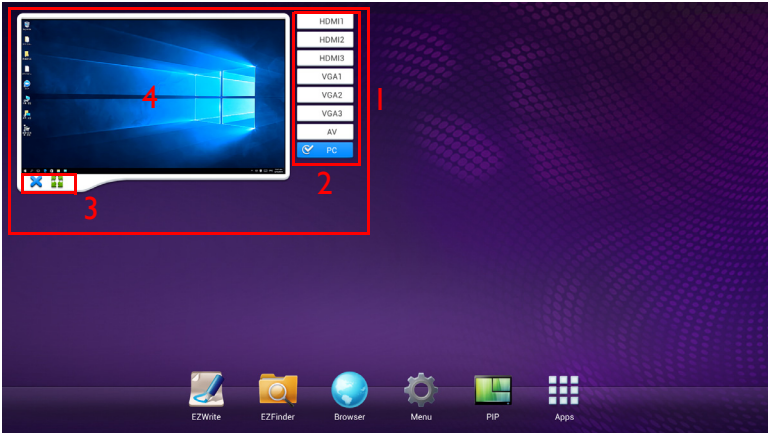 HDMI1
HDMI2
HDMI3
VGA1
VGA2
VGA3
AV
PC
1
2
3
4
EZWrite
EZFinder
Browser
Menu
PIP
Apps